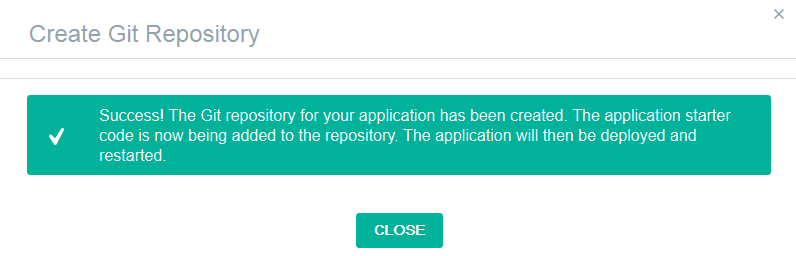 Create Git Repository
Success! The Git repository for your application has been created. The application starter
code is now being added to the repository. The application will then be deployed and
restarted.
CLOSE